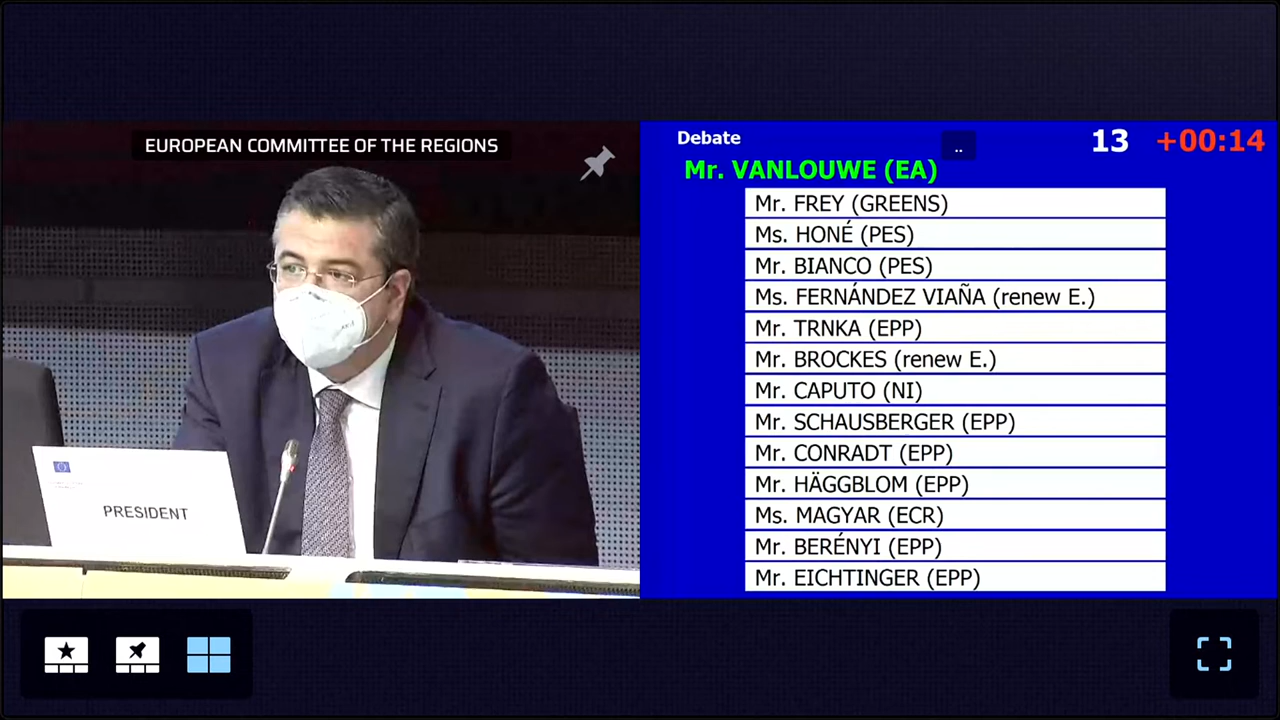 EUROPEAN COMMITTEE OF THE REGIONS
PRESIDENT
Debate
..
13
+00:14
Mr. VANLOUWE (EA)
Mr. FREY (GREENS)
Ms. HONÉ (PES)
Mr. BIANCO (PES)
Ms. FERNÁNDEZ VIAÑA (renew E.)
Mr. TRNKA (EPP)
Mr. BROCKES (renew E.)
Mr. CAPUTO (NI)
Mr. SCHAUSBERGER (EPP)
Mr. CONRADT (EPP)
Mr. HÄGGBLOM (EPP)
Ms. MAGYAR (ECR)
Mr. BERÉNYI (EPP)
Mr. EICHTINGER (EPP)